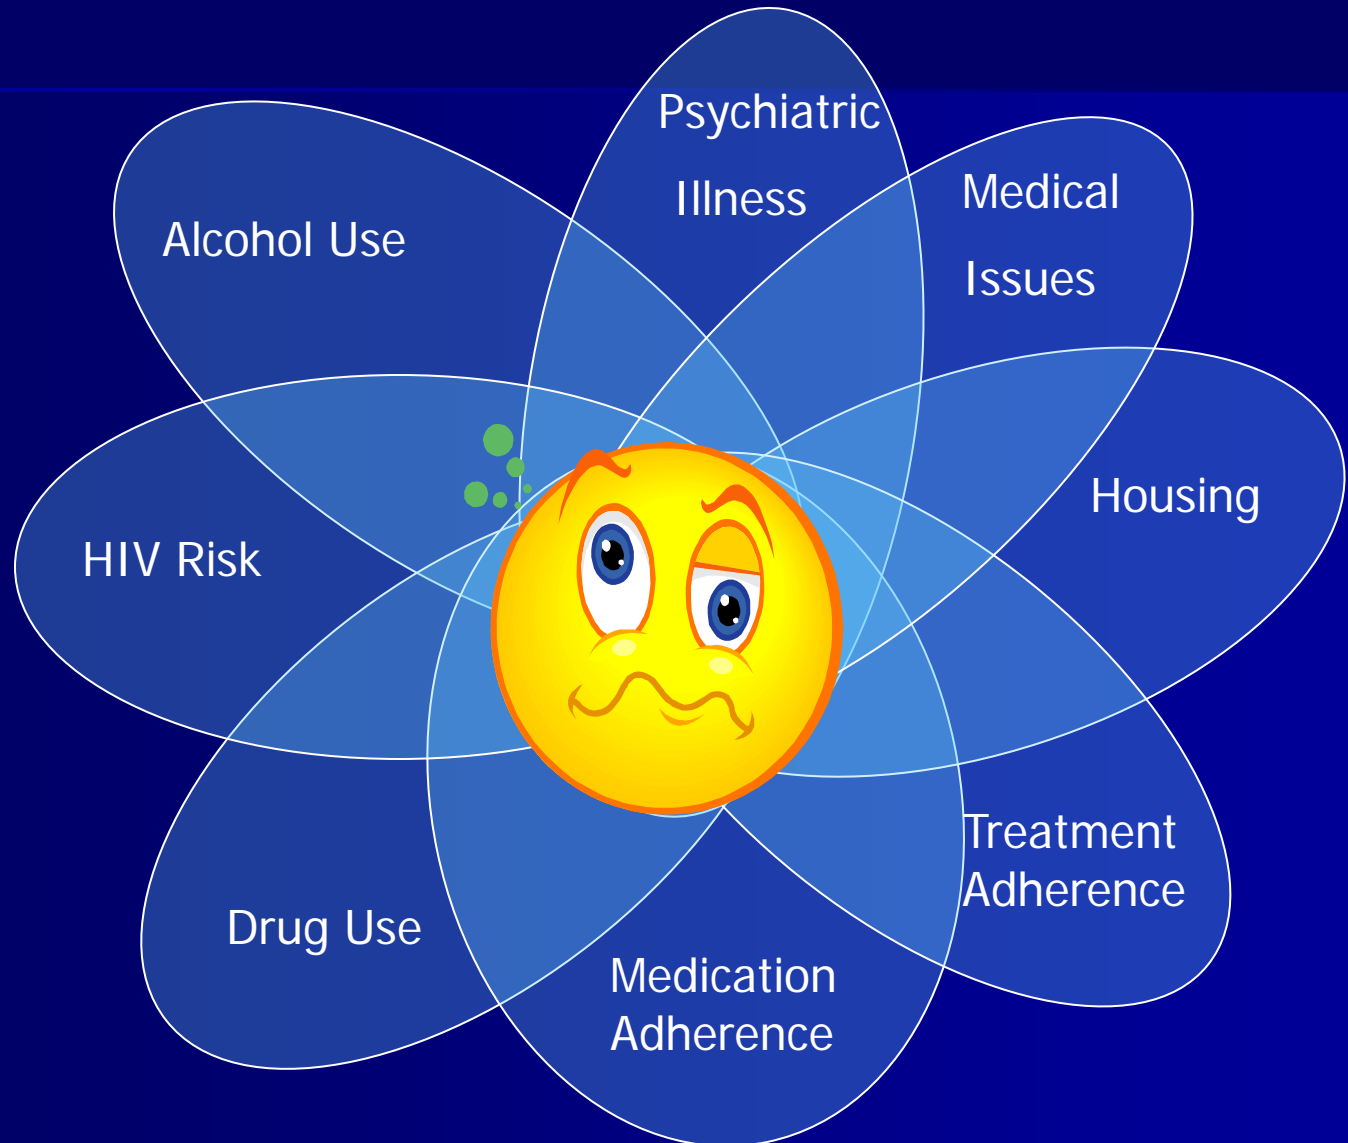 Psychiatric
Illness
Medical
Issues
Alcohol Use
Housing
HIV Risk
Treatment
Adherence
Drug Use
Medication
Adherence